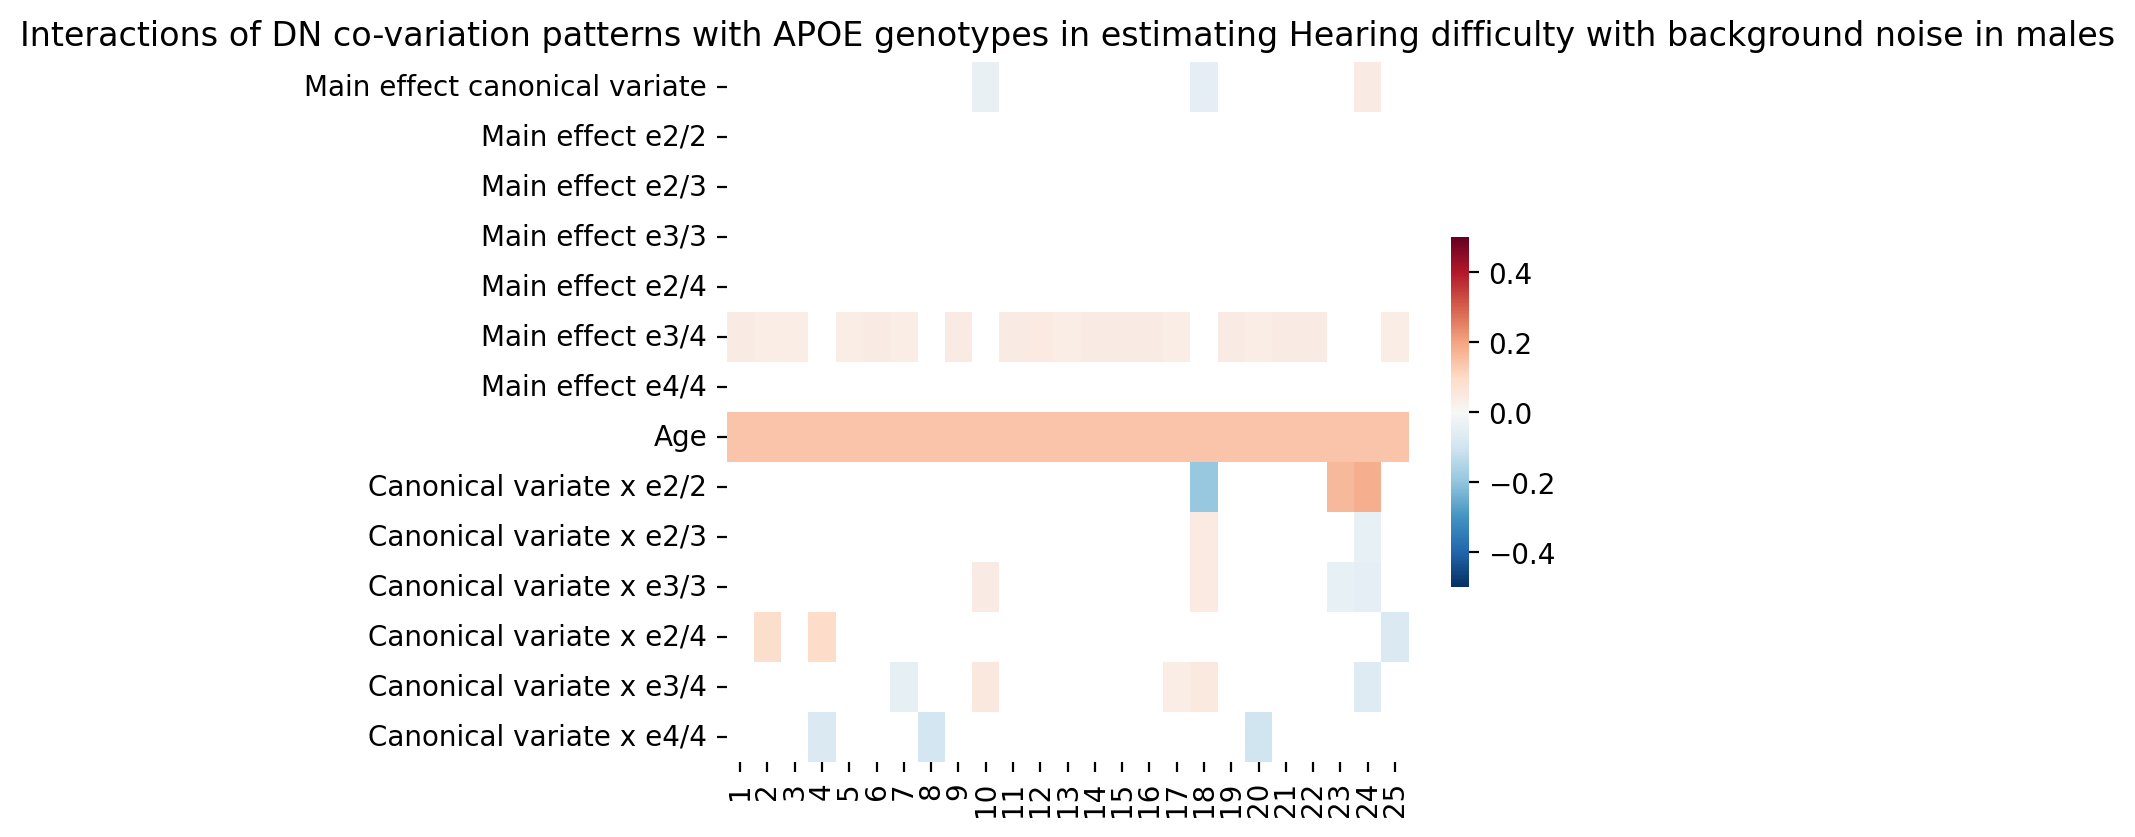 Interactions of DN co-variation patterns with APOE genotypes in estimating Hearing difficulty with background noise in males
Main effect canonical variate
Main effect e2/2
Main effect e2/3
Main effect e3/3
Main effect e2/4
Main effect e3/4
Main effect e4/4
Age
Canonical variate x e2/2
Canonical variate x e2/3
Canonical variate x e3/3
Canonical variate x e2/4
Canonical variate x e3/4
Canonical variate x e4/4
1 2 3 4 5 6 7 8 9 10 11 12 13 14 15 16 17 18 19 20 21 22 23 24 25
0.4
0.2
0.0
−0.2
−0.4